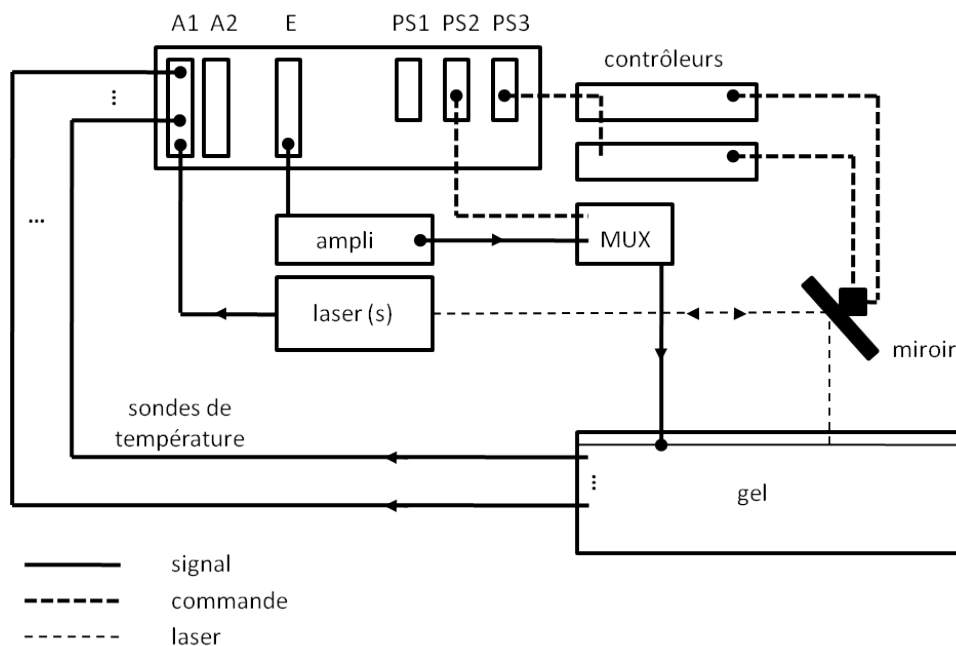 A1 A2 E PS1 PS2 PS3
contrôleurs
...
...
ampli
MUX
laser (s)
miroir
sondes de
température
...
gel
signal
commande
laser